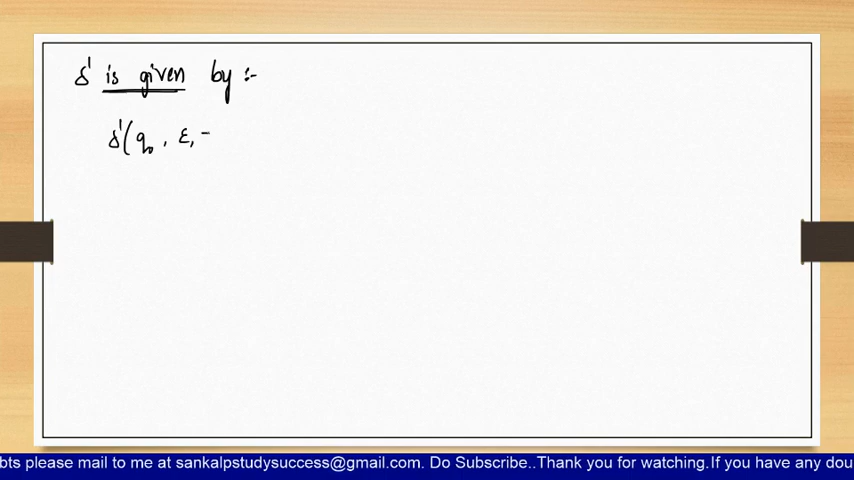 δ' is given by :-
δ'(q₀, ε, -
bts please mail to me at sankalpstudysuccess@gmail.com. Do Subscribe..Thank you for watching.If you have any dou